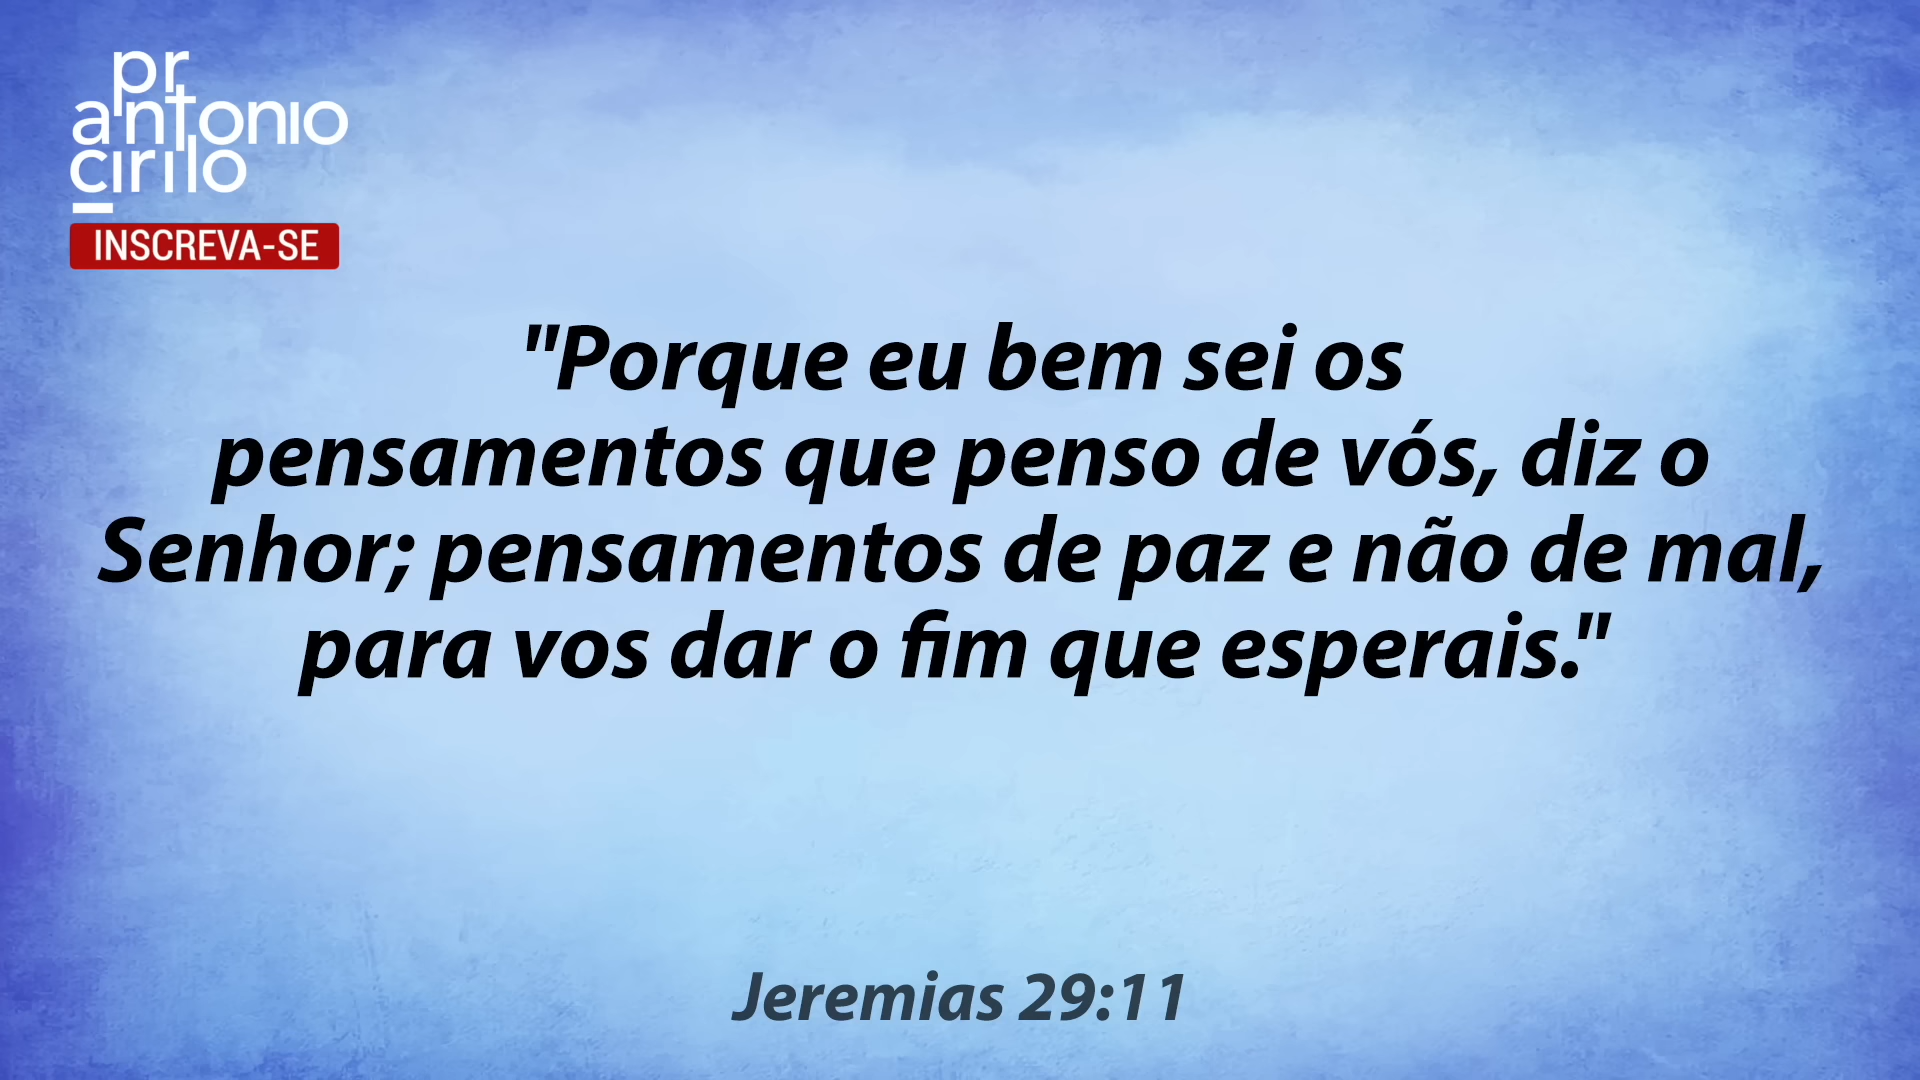 pr
antonio
cirilo
INSCREVA-SE
"Porque eu bem sei os
pensamentos que penso de vós, diz o
Senhor; pensamentos de paz e não de mal,
para vos dar o fim que esperais."
Jeremias 29:11